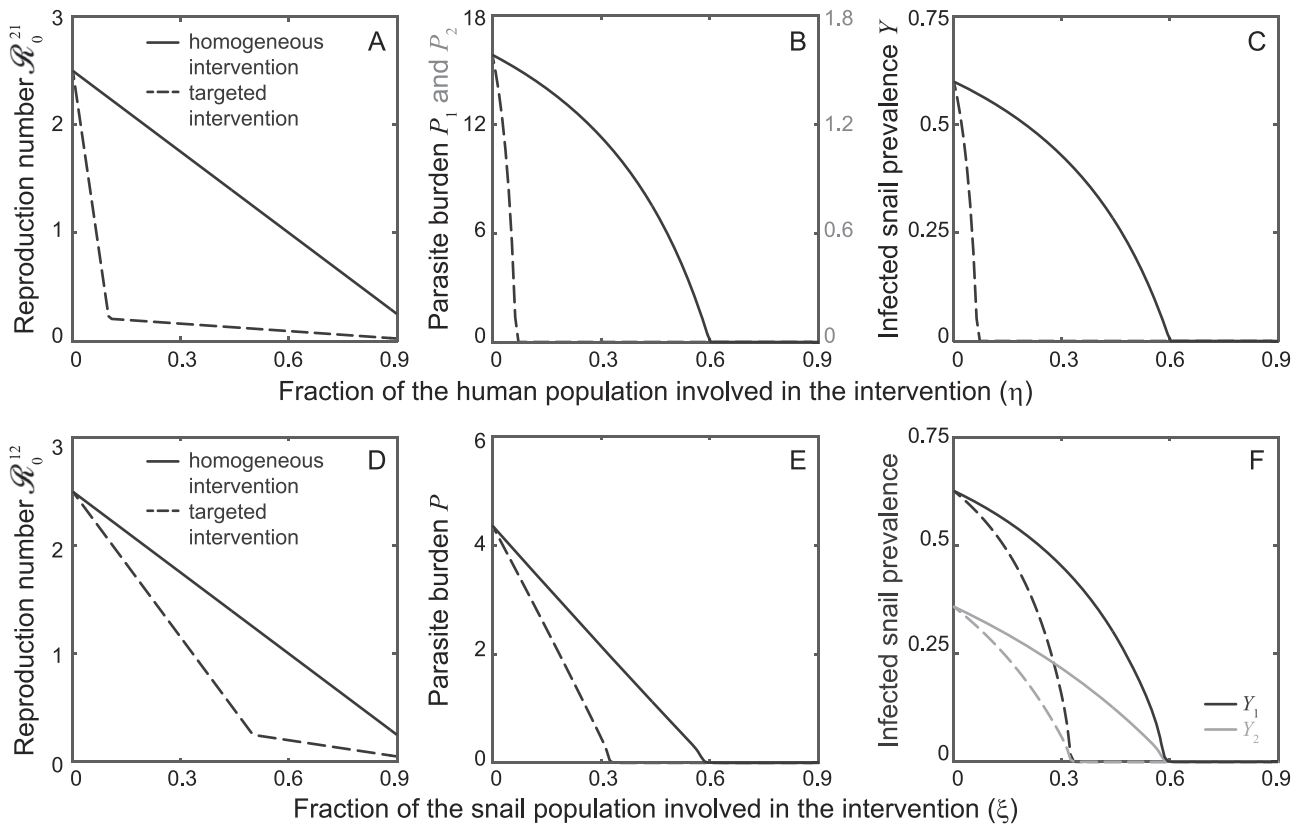 Reproduction number ℛ₀²¹
3
2
1
0
0 0.3 0.6 0.9
homogeneous
intervention
targeted
intervention
A
Parasite burden P₁ and P₂
18
12
6
0
1.8
1.2
0.6
0
0 0.3 0.6 0.9
B
Infected snail prevalence Y
0.75
0.5
0.25
0
0 0.3 0.6 0.9
C
Fraction of the human population involved in the intervention (η)
Reproduction number ℛ₀¹²
3
2
1
0
0 0.3 0.6 0.9
homogeneous
intervention
targeted
intervention
D
Parasite burden P
6
4
2
0
0 0.3 0.6 0.9
E
Infected snail prevalence
0.75
0.5
0.25
0
0 0.3 0.6 0.9
F
Y₁
Y₂
Fraction of the snail population involved in the intervention (ξ)